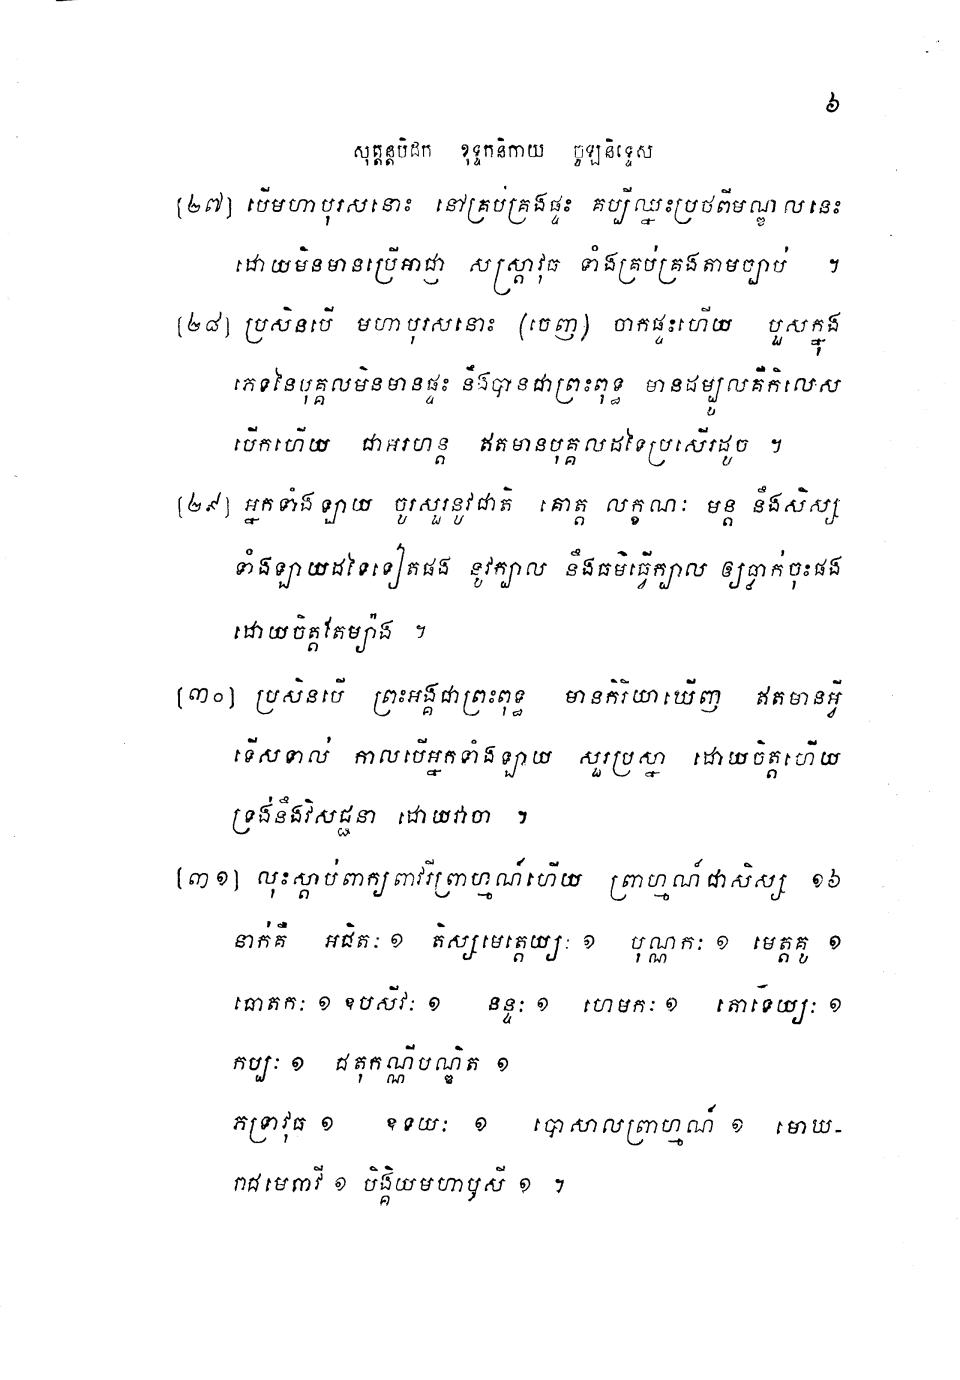 ៦
សុត្តន្តបិដក ខុទ្ទកនិកាយ ចូឡនិទ្ទេស
[២៧] បើមហាបុរសនោះ នៅគ្រប់គ្រងផ្ទះ គប្បីឈ្នះប្រថពីមណ្ឌលនេះ
ដោយមិនមានប្រើអាជ្ញា សស្ត្រាវុធ ទាំងគ្រប់គ្រងតាមច្បាប់ ។
[២៨] ប្រសិនបើ មហាបុរសនោះ (ចេញ) ចាកផ្ទះហើយ បួសក្នុង
ភេទនៃបុគ្គលមិនមានផ្ទះ នឹងបានជាព្រះពុទ្ធ មានដម្បូលគឺកិលេស
បើកហើយ ជាអរហន្ត ឥតមានបុគ្គលដទៃប្រសើរដូច ។
[២៩] អ្នកទាំងឡាយ ចូរសួរនូវជាតិ គោត្ត លក្ខណៈ មន្ត នឹងសិស្ស
ទាំងឡាយដទៃទៀតផង នូវក្បាល នឹងធម៌ធ្វើក្បាល ឲ្យធ្លាក់ចុះផង
ដោយចិត្តតែម្យ៉ាង ។
[៣០] ប្រសិនបើ ព្រះអង្គជាព្រះពុទ្ធ មានកិរិយាឃើញ ឥតមានអ្វី
ទើសទាល់ កាលបើអ្នកទាំងឡាយ សួរប្រស្នា ដោយចិត្តហើយ
ទ្រង់នឹងវិសជ្ជនា ដោយវាចា ។
[៣១] លុះស្តាប់ពាក្យពាវរីព្រាហ្មណ៍ហើយ ព្រាហ្មណ៍ជាសិស្ស ១៦
នាក់គឺ អជិតៈ ១ តិស្សមេត្តេយ្យៈ ១ បុណ្ណកៈ ១ មេត្តគូ ១
ធោតកៈ ១ ឧបសីវៈ ១ នន្ទៈ ១ ហេមកៈ ១ តោទេយ្យៈ ១
កប្បៈ ១ ជតុកណ្ណីបណ្ឌិត ១
ភទ្រាវុធ ១ ឧទយៈ ១ បោសាលព្រាហ្មណ៍ ១ មោឃ-
រាជមេធាវី ១ បិង្គិយមហាឫសី ១ ។